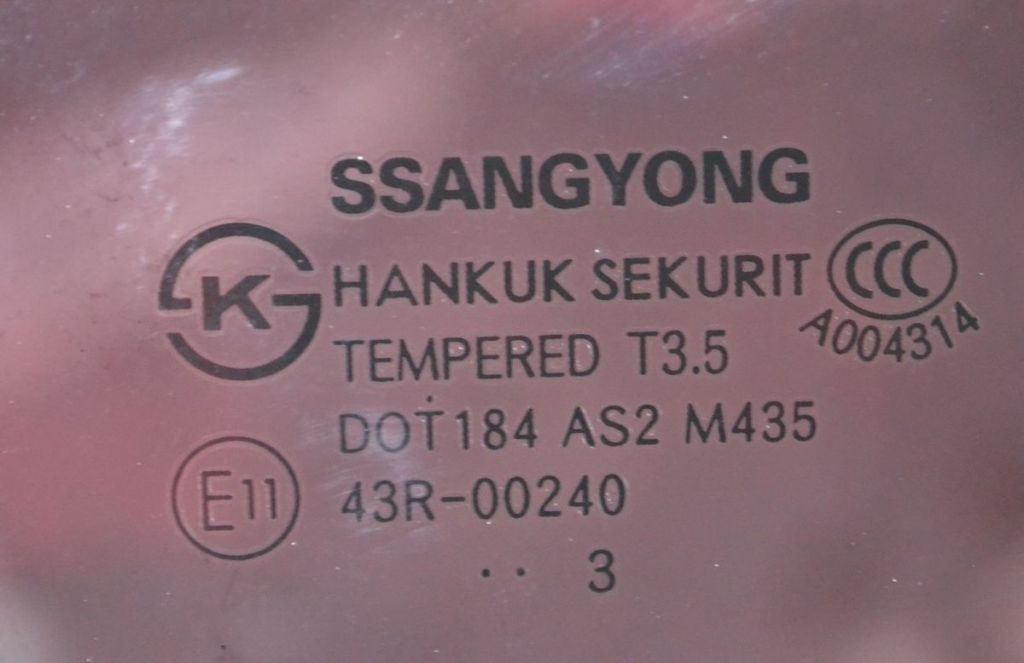 SSANGYONG
K HANKUK SEKURIT CCC
A004314
TEMPERED T3.5
DOT184 AS2 M435
E11 43R-00240
.. 3